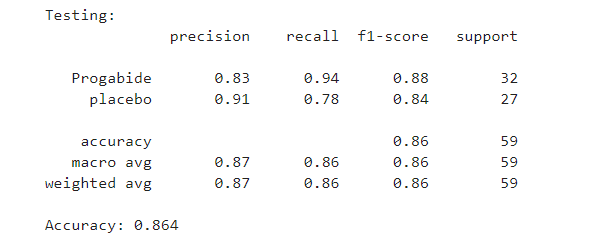 Testing:
precision recall f1-score support
Progabide 0.83 0.94 0.88 32
placebo 0.91 0.78 0.84 27
accuracy 0.86 59
macro avg 0.87 0.86 0.86 59
weighted avg 0.87 0.86 0.86 59
Accuracy: 0.864